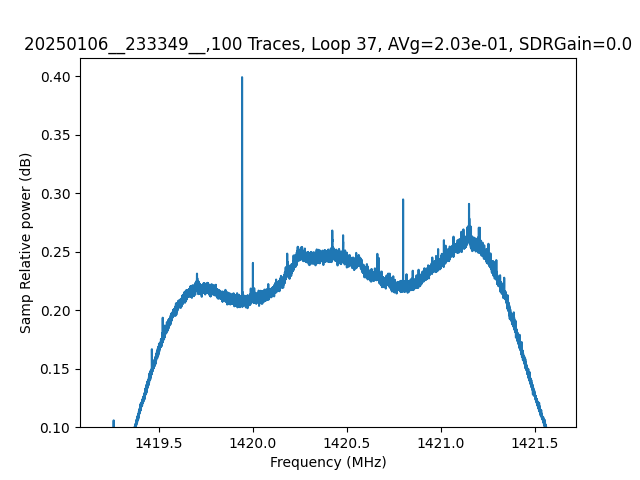 20250106__233349__,100 Traces, Loop 37, AVg=2.03e-01, SDRGain=0.0
0.40
0.35
0.30
0.25
0.20
0.15
0.10
Samp Relative power (dB)
1419.5 1420.0 1420.5 1421.0 1421.5
Frequency (MHz)